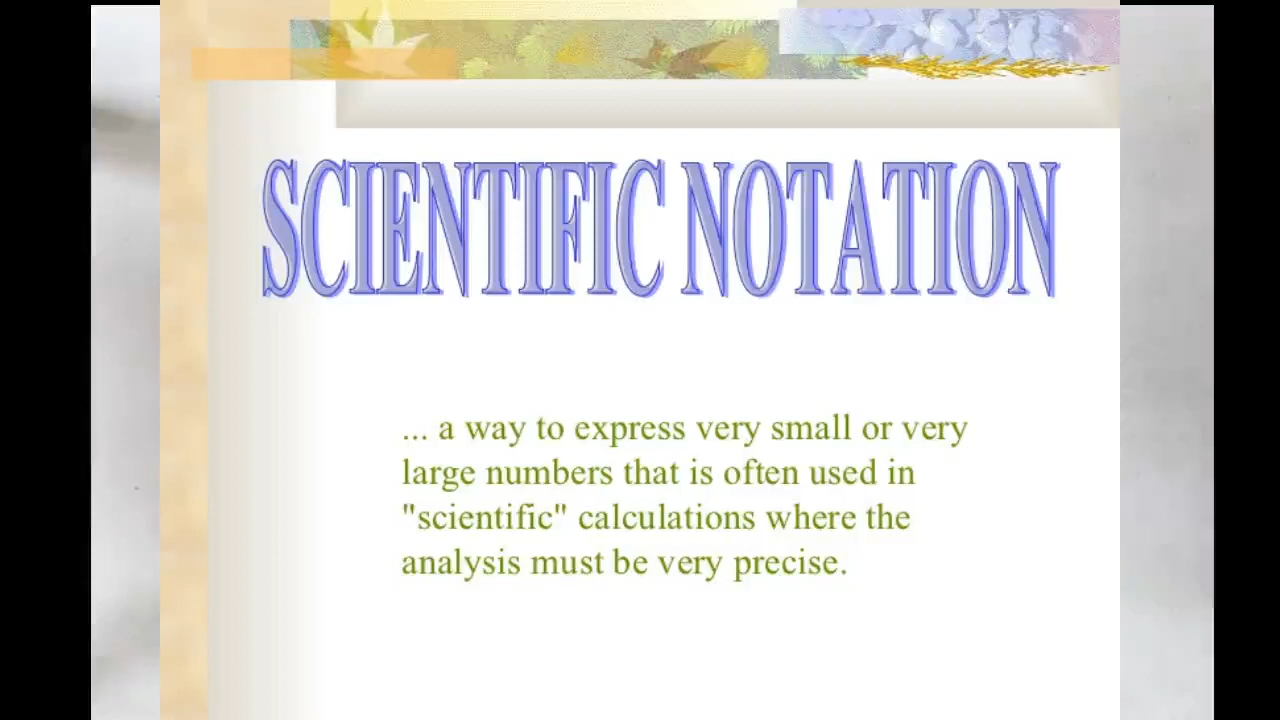 SCIENTIFIC NOTATION
... a way to express very small or very
large numbers that is often used in
"scientific" calculations where the
analysis must be very precise.